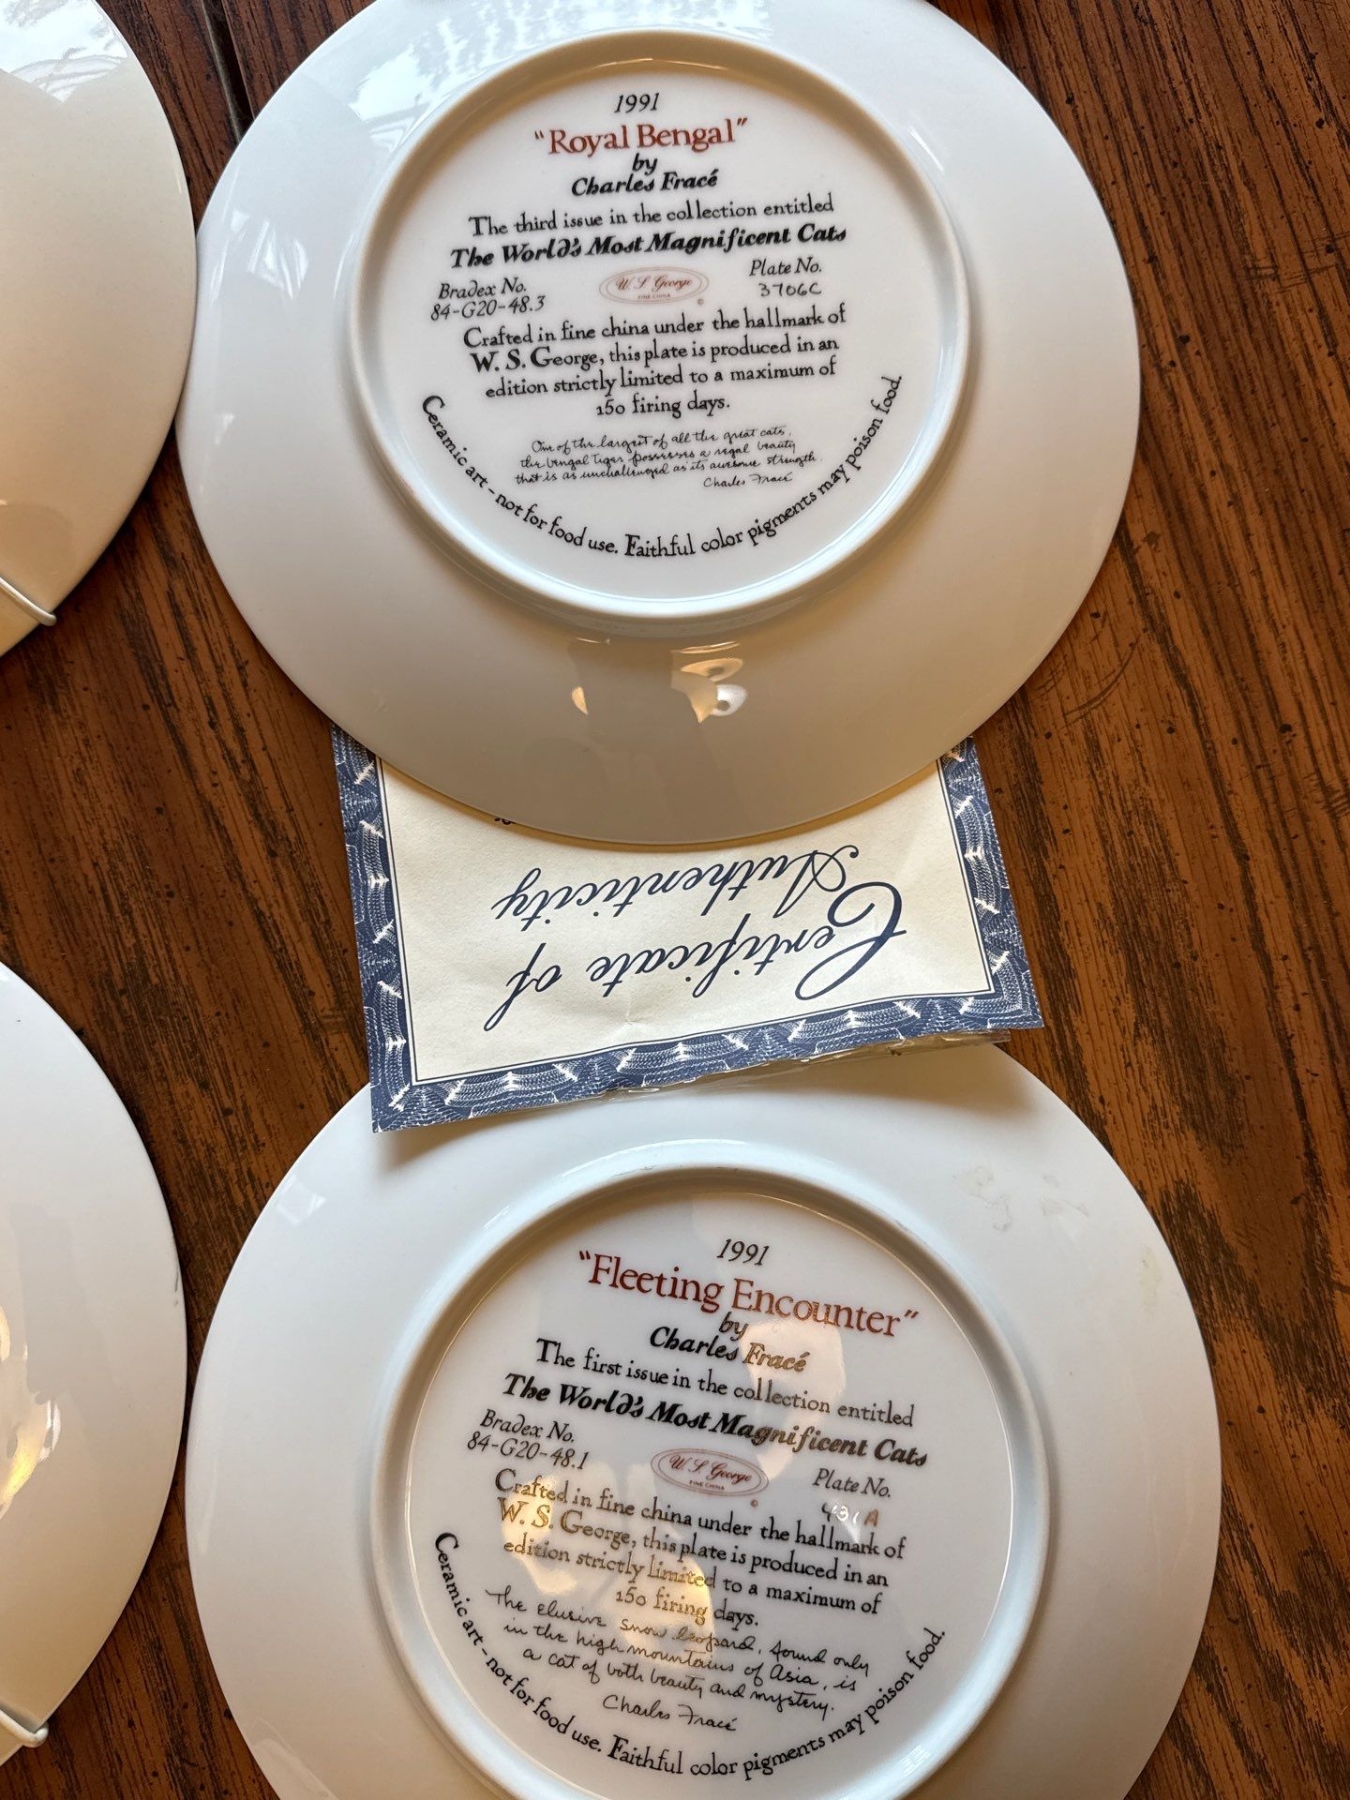 1991
"Royal Bengal"
by
Charles Fracé
The third issue in the collection entitled
The World's Most Magnificent Cats
Bradex No.
84-G20-48.3
W. S. George
FINE CHINA
©
Plate No.
3706C
Crafted in fine china under the hallmark of
W. S. George, this plate is produced in an
edition strictly limited to a maximum of
150 firing days.
One of the largest of all the great cats,
the bengal tiger possesses a regal beauty
that is as unchallenged as its awesome strength.
Charles Fracé
Ceramic art - not for food use. Faithful color pigments may poison food.
Certificate of
Authenticity
1991
"Fleeting Encounter"
by
Charles Fracé
The first issue in the collection entitled
The World's Most Magnificent Cats
Bradex No.
84-G20-48.1
W. S. George
FINE CHINA
©
Plate No.
431A
Crafted in fine china under the hallmark of
W. S. George, this plate is produced in an
edition strictly limited to a maximum of
150 firing days.
The elusive snow leopard, found only
in the high mountains of Asia, is
a cat of both beauty and mystery.
Charles Fracé
Ceramic art - not for food use. Faithful color pigments may poison food.